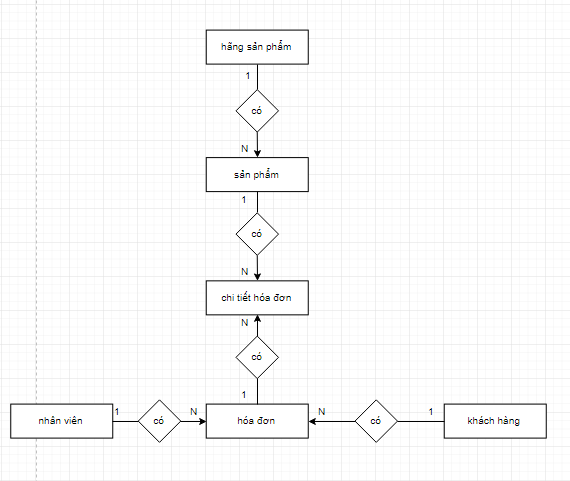 hãng sản phẩm
1
có
N
sản phẩm
1
có
N
chi tiết hóa đơn
N
có
1
nhân viên
1
có
N
hóa đơn
N
có
1
khách hàng